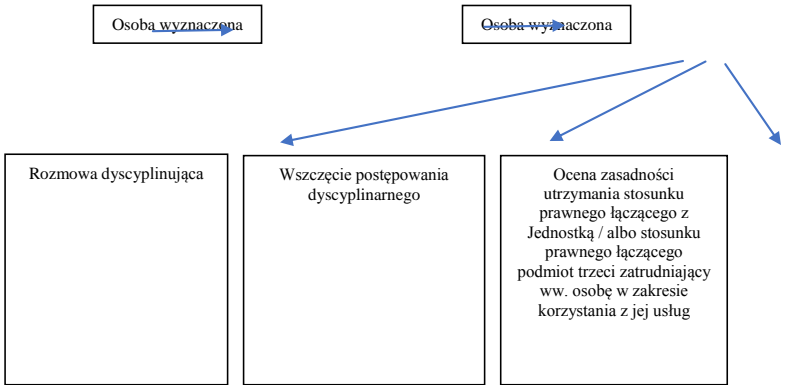 Osoba wyznaczona
Osoba wyznaczona
Rozmowa dyscyplinująca
Wszczęcie postępowania
dyscyplinarnego
Ocena zasadności
utrzymania stosunku
prawnego łączącego z
Jednostką / albo stosunku
prawnego łączącego
podmiot trzeci zatrudniający
ww. osobę w zakresie
korzystania z jej usług